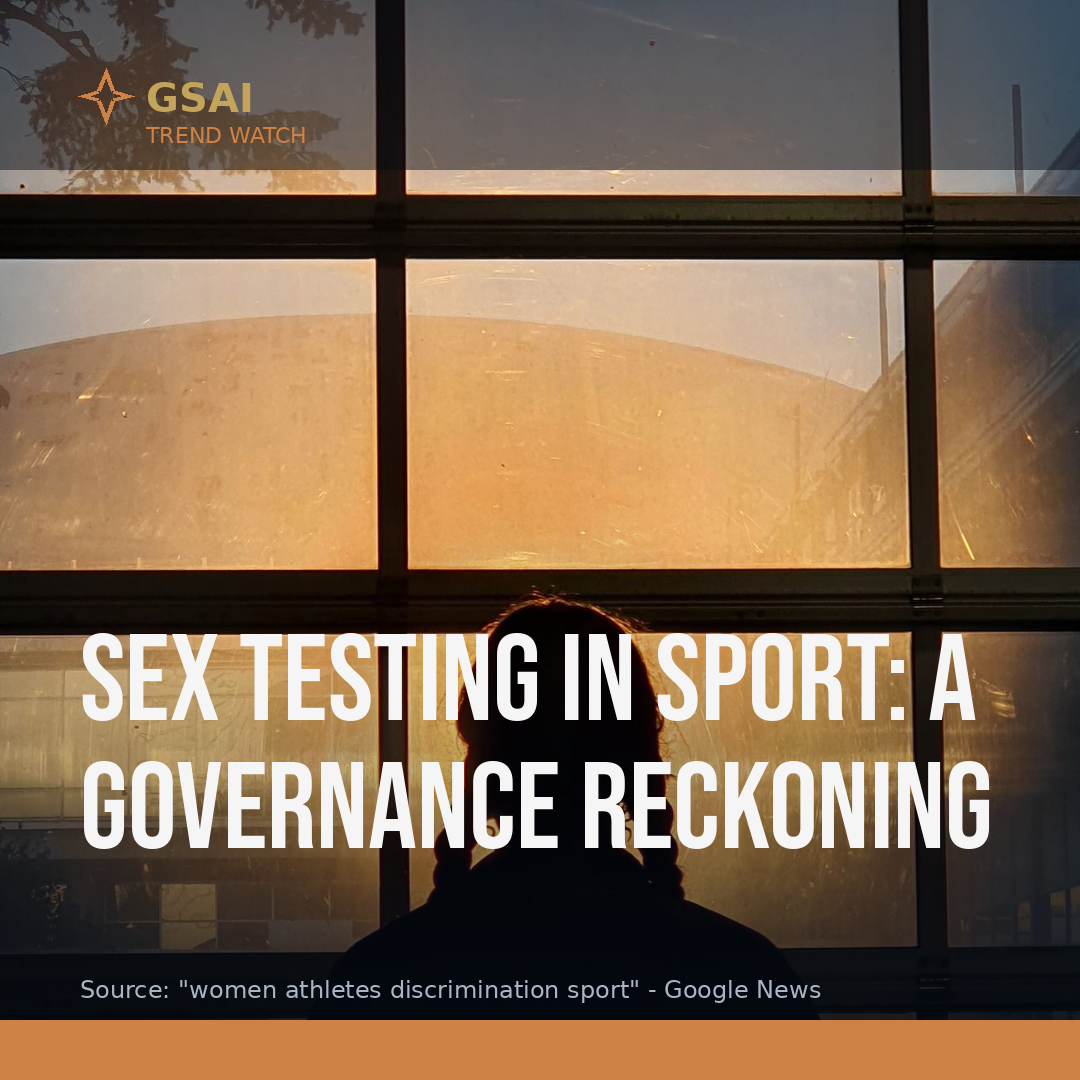 GSAI
TREND WATCH
SEX TESTING IN SPORT: A
GOVERNANCE RECKONING
Source: "women athletes discrimination sport" - Google News